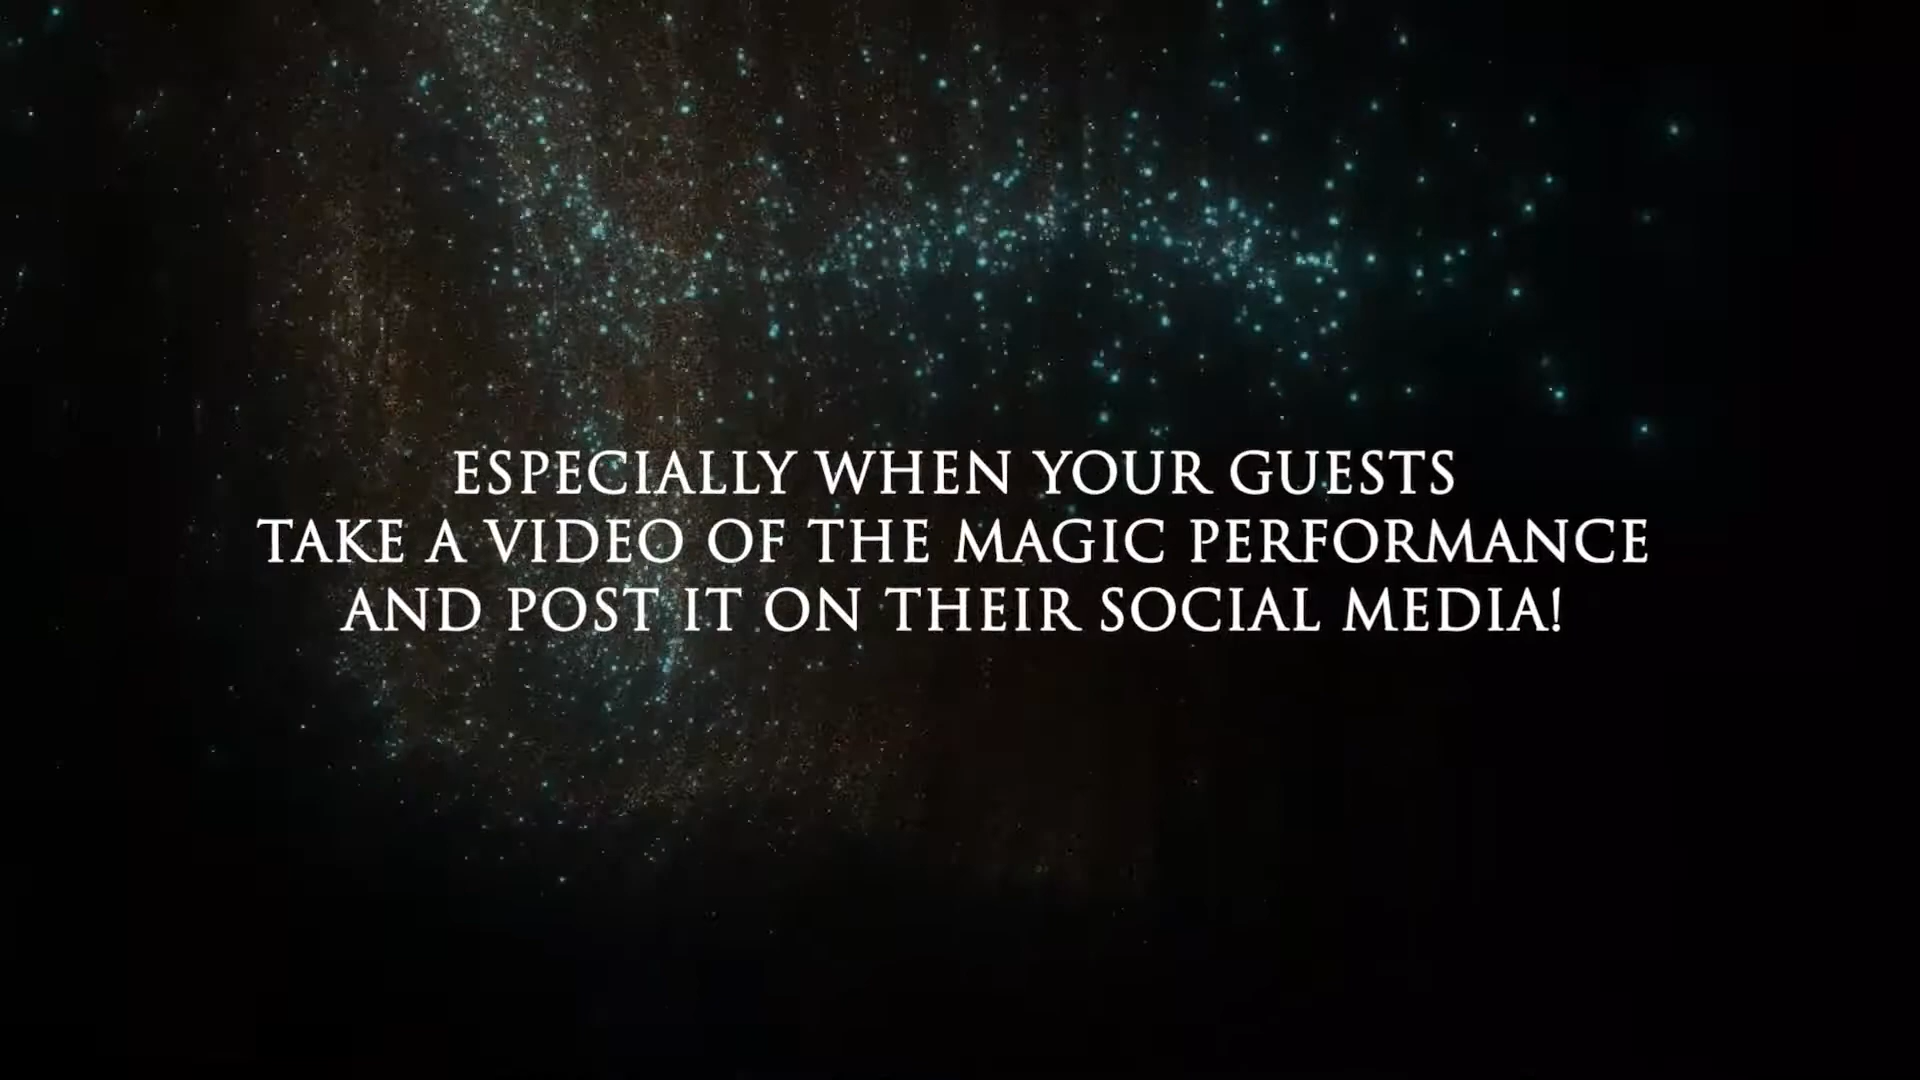 ESPECIALLY WHEN YOUR GUESTS
TAKE A VIDEO OF THE MAGIC PERFORMANCE
AND POST IT ON THEIR SOCIAL MEDIA!